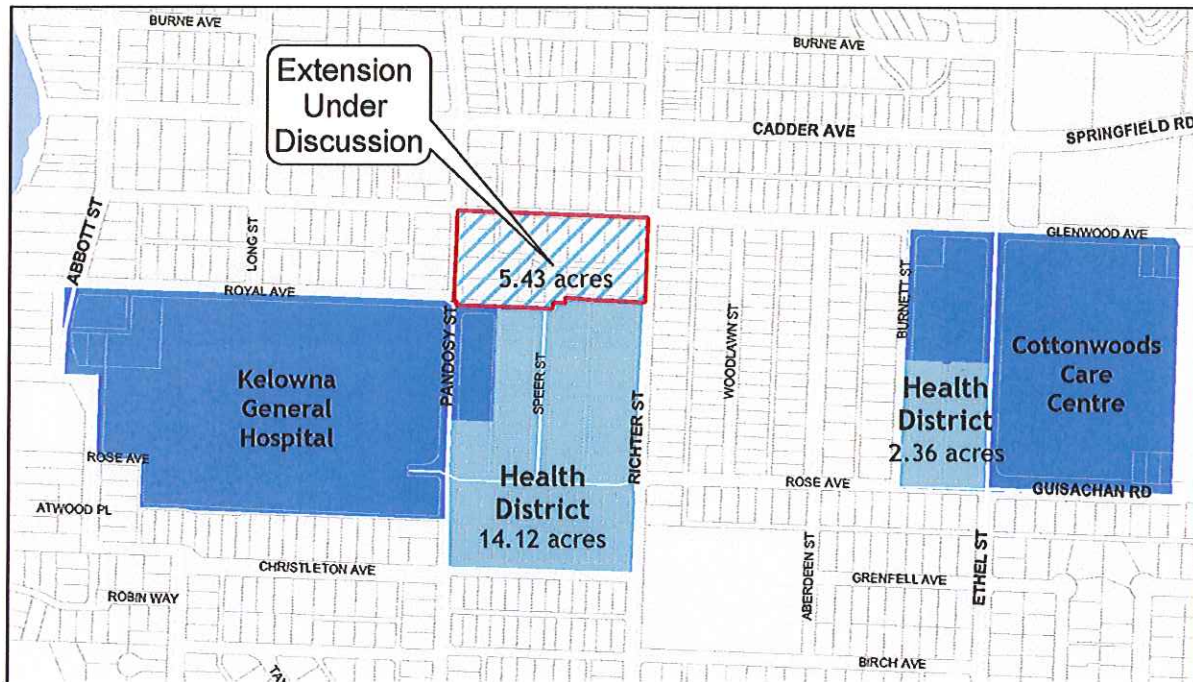 BURNE AVE
BURNE AVE
Extension
Under
Discussion
CADDER AVE
SPRINGFIELD RD
ABBOTT ST
LONG ST
GLENWOOD AVE
5.43 acres
ROYAL AVE
BURNETT ST
PANDOSY ST
SPEER ST
WOODLAWN ST
Kelowna
General
Hospital
Cottonwoods
Care
Centre
Health
District
2.36 acres
RICHTER ST
ROSE AVE
Health
District
14.12 acres
ROSE AVE
GUISACHAN RD
ATWOOD PL
CHRISTLETON AVE
ABERDEEN ST
GRENFELL AVE
ETHEL ST
ROBIN WAY
BIRCH AVE